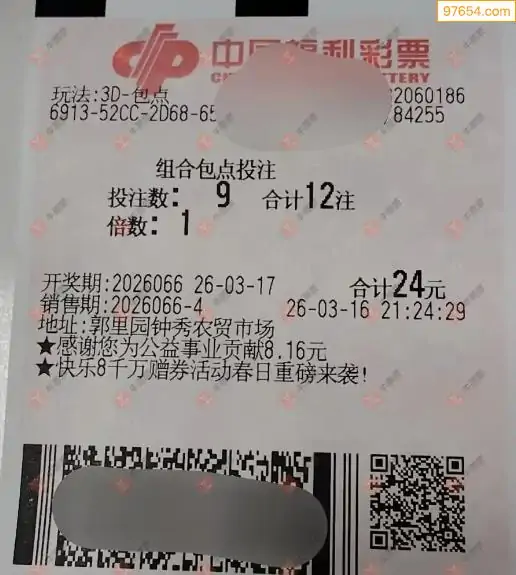 97654.com
中国福利彩票
玩法:3D-包点 32060186
6913-52CC-2D68-65 /84255
组合包点投注
投注数: 9 合计12注
倍数: 1
开奖期:2026066 26-03-17 合计24元
销售期:2026066-4 26-03-16 21:24:29
地址:郭里园钟秀农贸市场
★感谢您为公益事业贡献8.16元
★快乐8千万赠券活动春日重磅来袭!